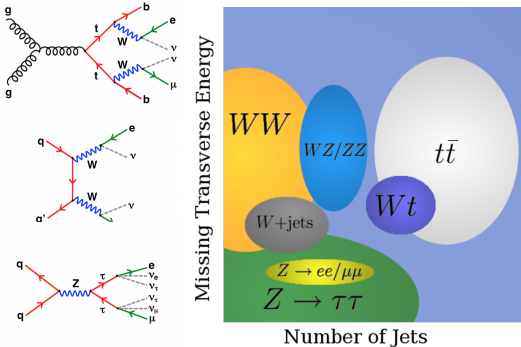 g
g
t
t
W
W
b
e
ν
ν
μ
b
q
q'
W
W
e
ν
ν
q
q
Z
τ
τ
e
ν_e
ν_τ
ν_τ
ν_μ
μ
Missing Transverse Energy
WW
WZ/ZZ
tt̄
Wt
W+jets
Z → ee/μμ
Z → ττ
Number of Jets